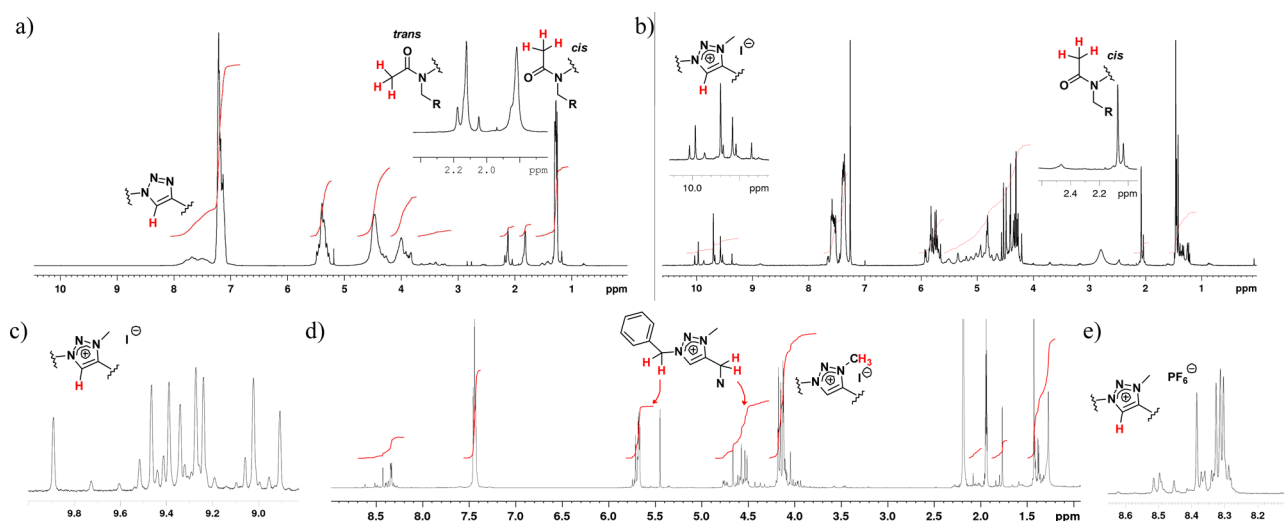 a)
trans
H
H
H
O
N
R
H
H
H
O
N
R
cis
2.2 2.0 ppm
N
N
N
H
10 9 8 7 6 5 4 3 2 1 ppm
b)
N
N
N
⊕
I⊖
H
10.0 ppm
H
H
H
O
N
R
cis
2.4 2.2 ppm
10 9 8 7 6 5 4 3 2 1 ppm
c)
N
N
N
⊕
I⊖
H
9.8 9.6 9.4 9.2 9.0 ppm
d)
N
N
N
⊕
H
H
H
H
N
N
N
N
⊕
CH3
I⊖
8.5 8.0 7.5 7.0 6.5 6.0 5.5 5.0 4.5 4.0 3.5 3.0 2.5 2.0 1.5 ppm
e)
N
N
N
⊕
PF6⊖
H
8.6 8.5 8.4 8.3 8.2 ppm